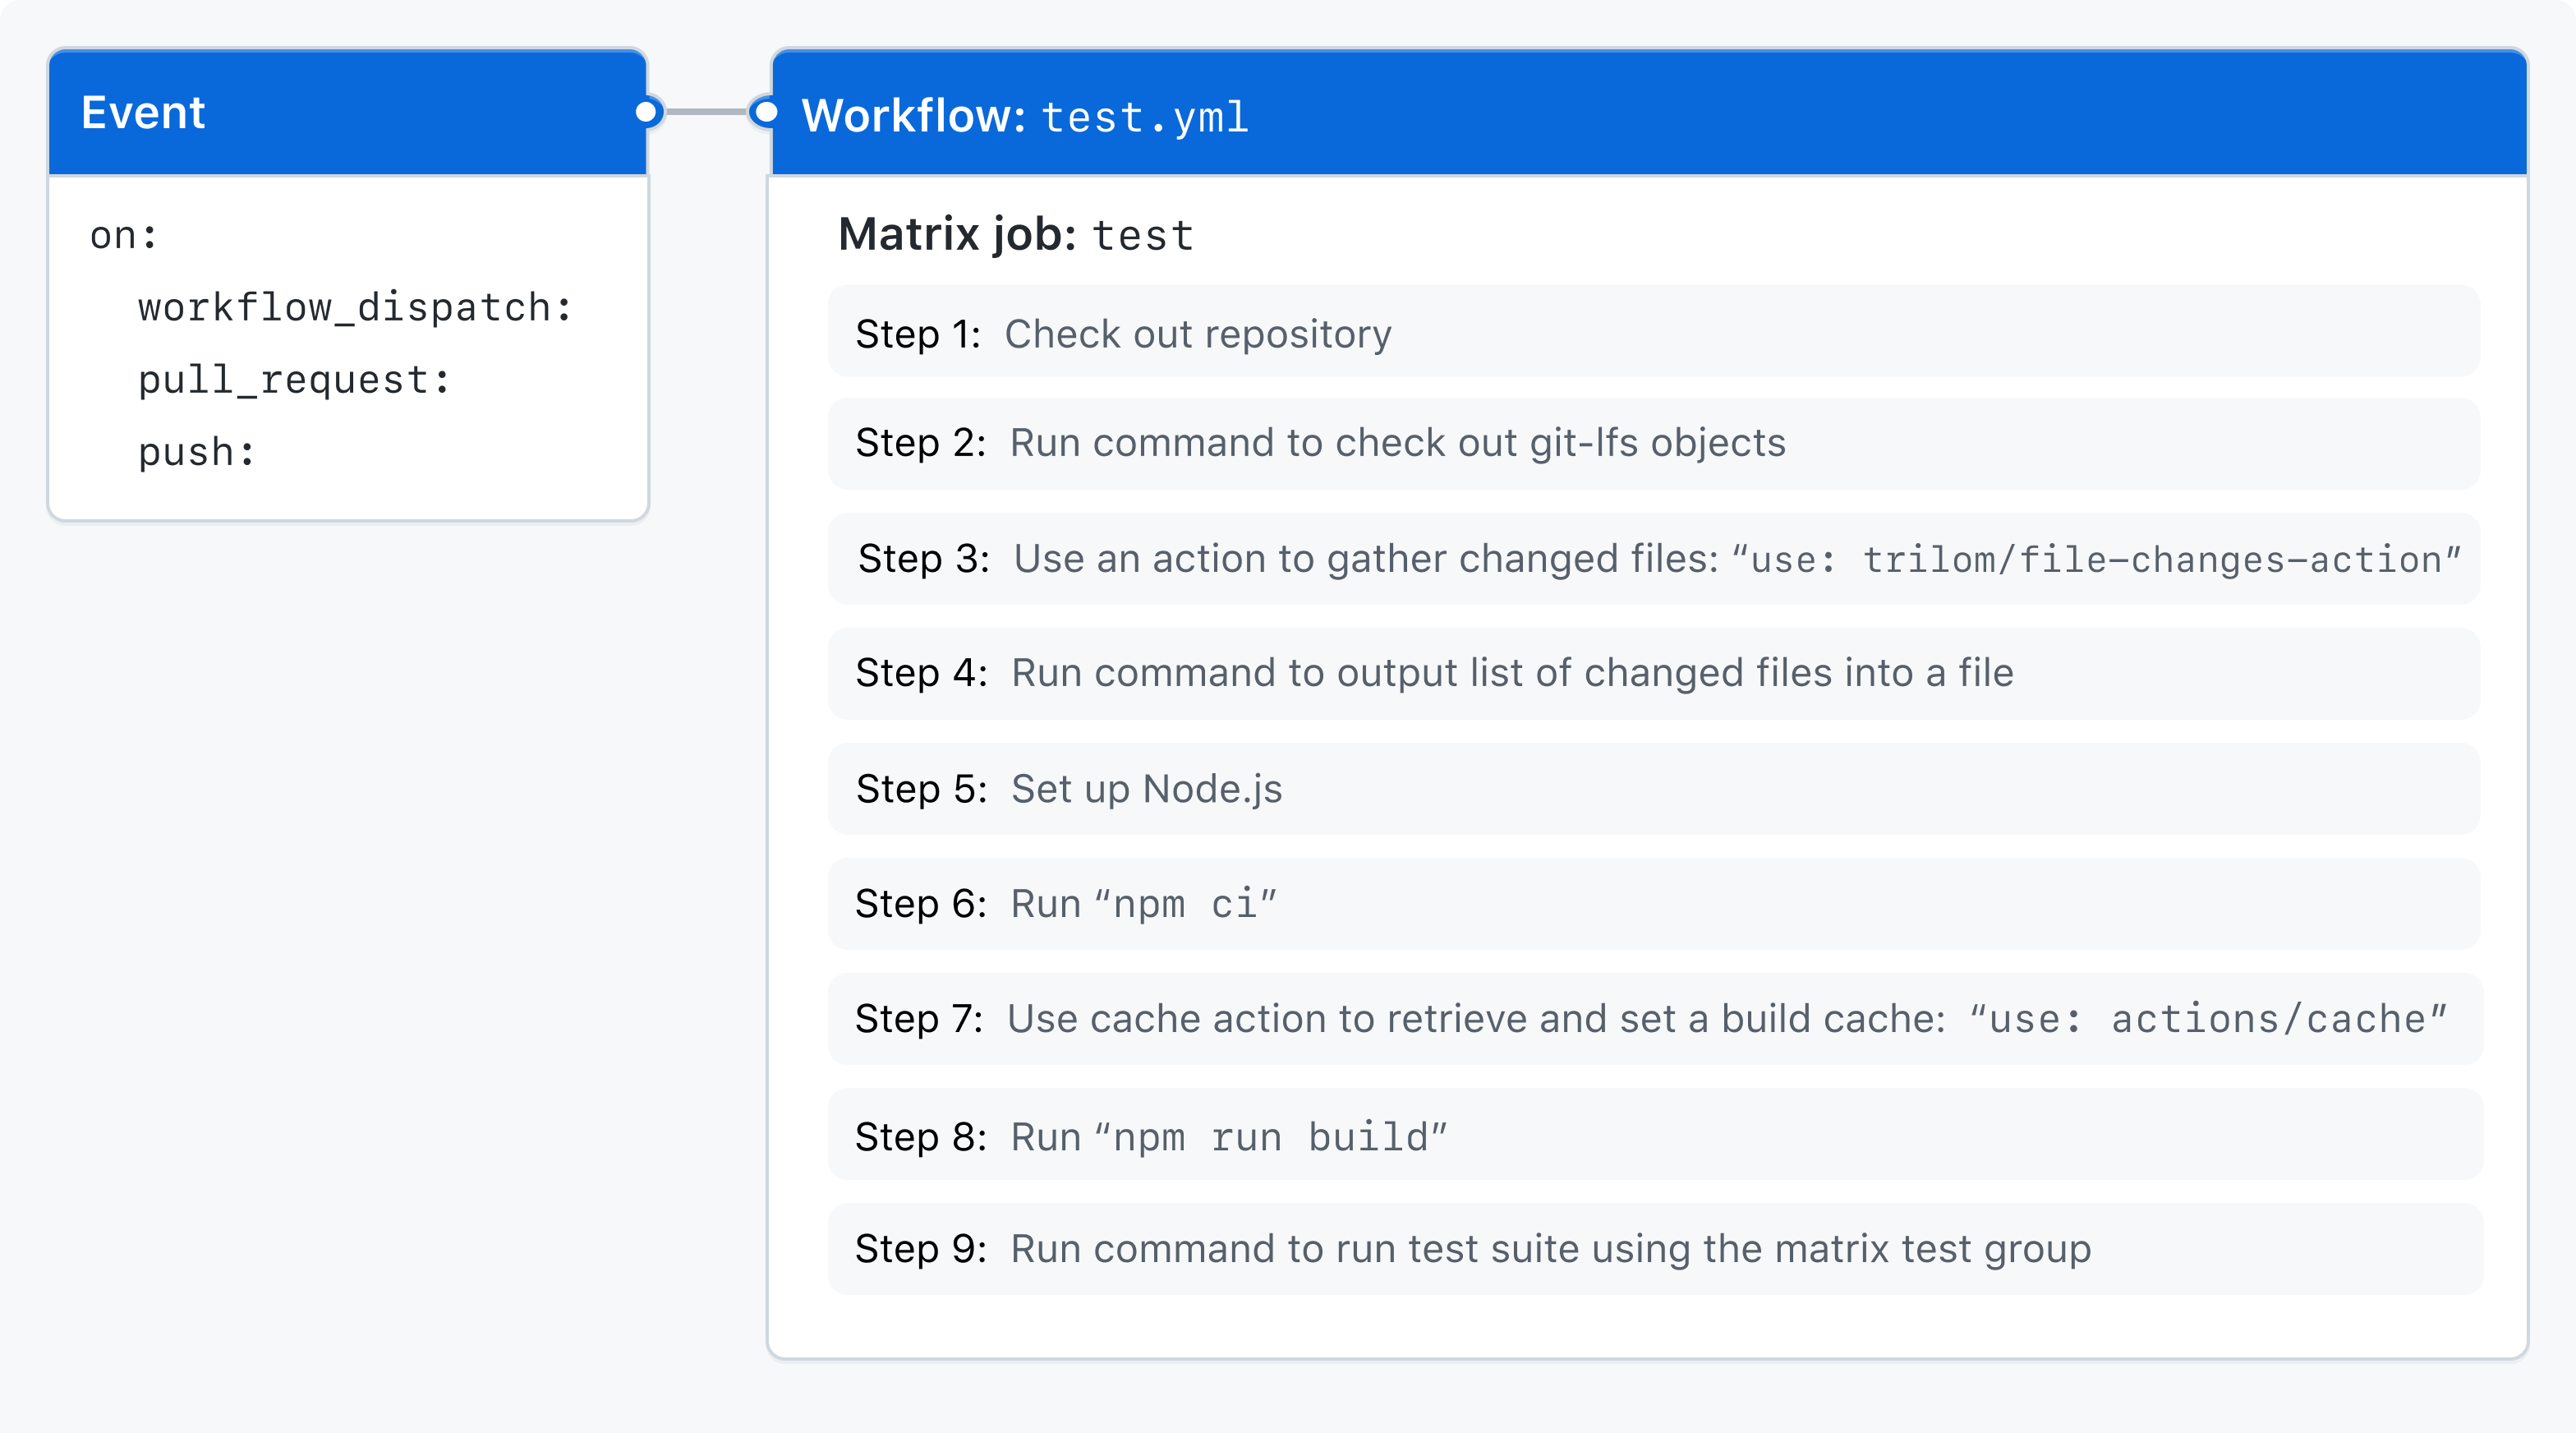 Event
on:
workflow_dispatch:
pull_request:
push:
Workflow: test.yml
Matrix job: test
Step 1: Check out repository
Step 2: Run command to check out git-lfs objects
Step 3: Use an action to gather changed files: “use: trilom/file-changes-action”
Step 4: Run command to output list of changed files into a file
Step 5: Set up Node.js
Step 6: Run “npm ci”
Step 7: Use cache action to retrieve and set a build cache: “use: actions/cache”
Step 8: Run “npm run build”
Step 9: Run command to run test suite using the matrix test group